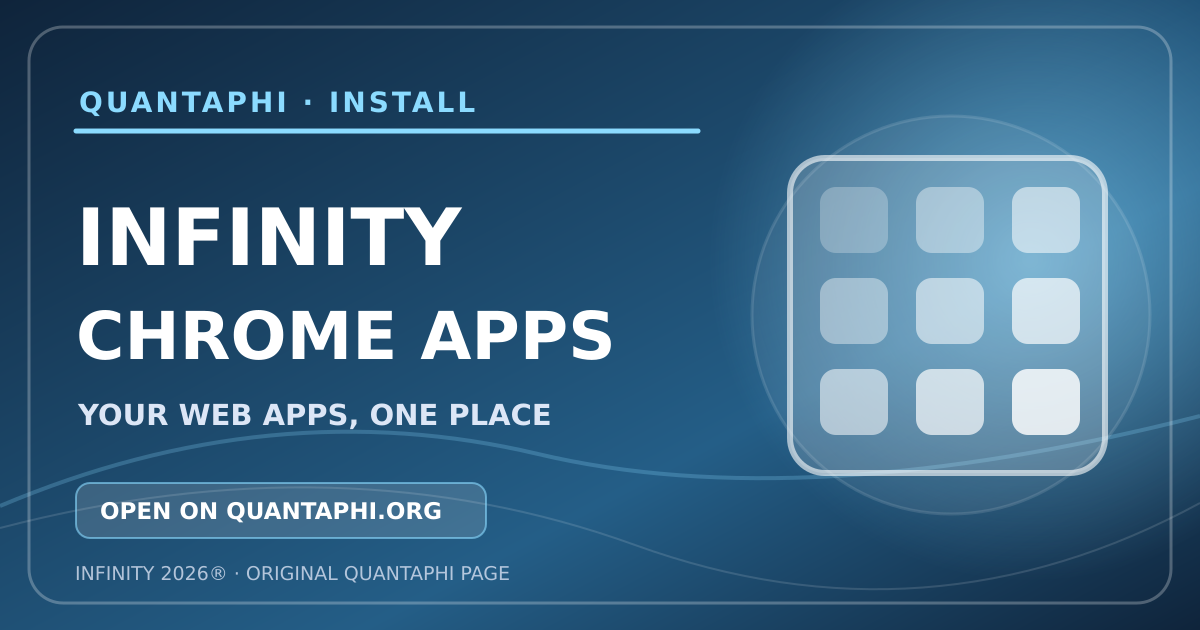 QUANTAPHI · INSTALL
INFINITY
CHROME APPS
YOUR WEB APPS, ONE PLACE
OPEN ON QUANTAPHI.ORG
INFINITY 2026® · ORIGINAL QUANTAPHI PAGE